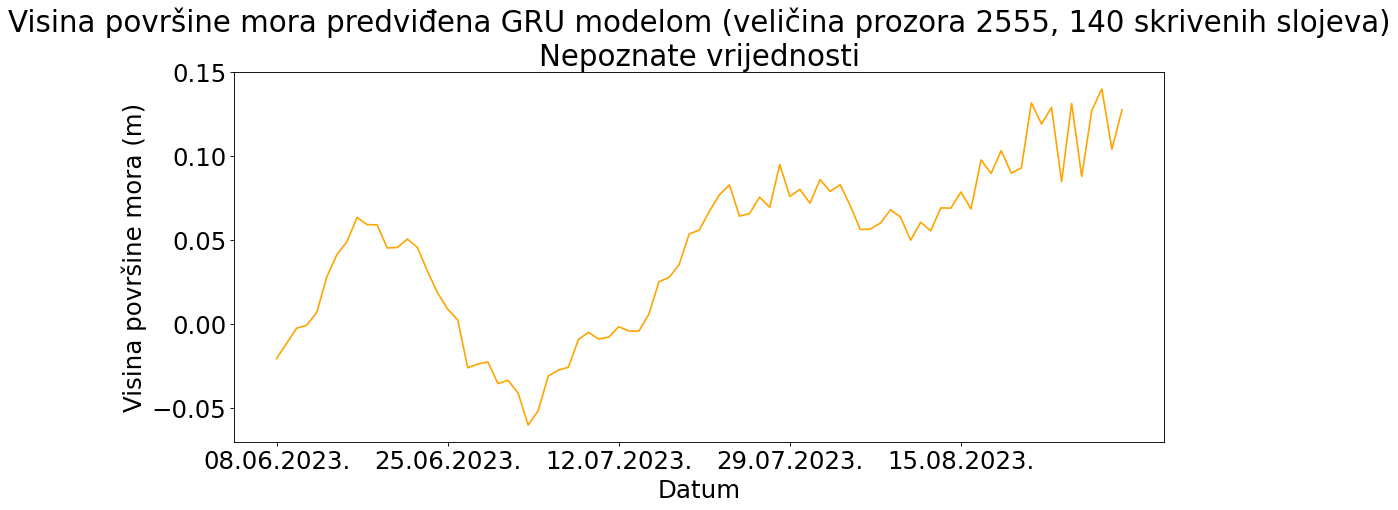 Visina površine mora predviđena GRU modelom (veličina prozora 2555, 140 skrivenih slojeva)
Nepoznate vrijednosti
Visina površine mora (m)
0.15
0.10
0.05
0.00
−0.05
08.06.2023. 25.06.2023. 12.07.2023. 29.07.2023. 15.08.2023.
Datum